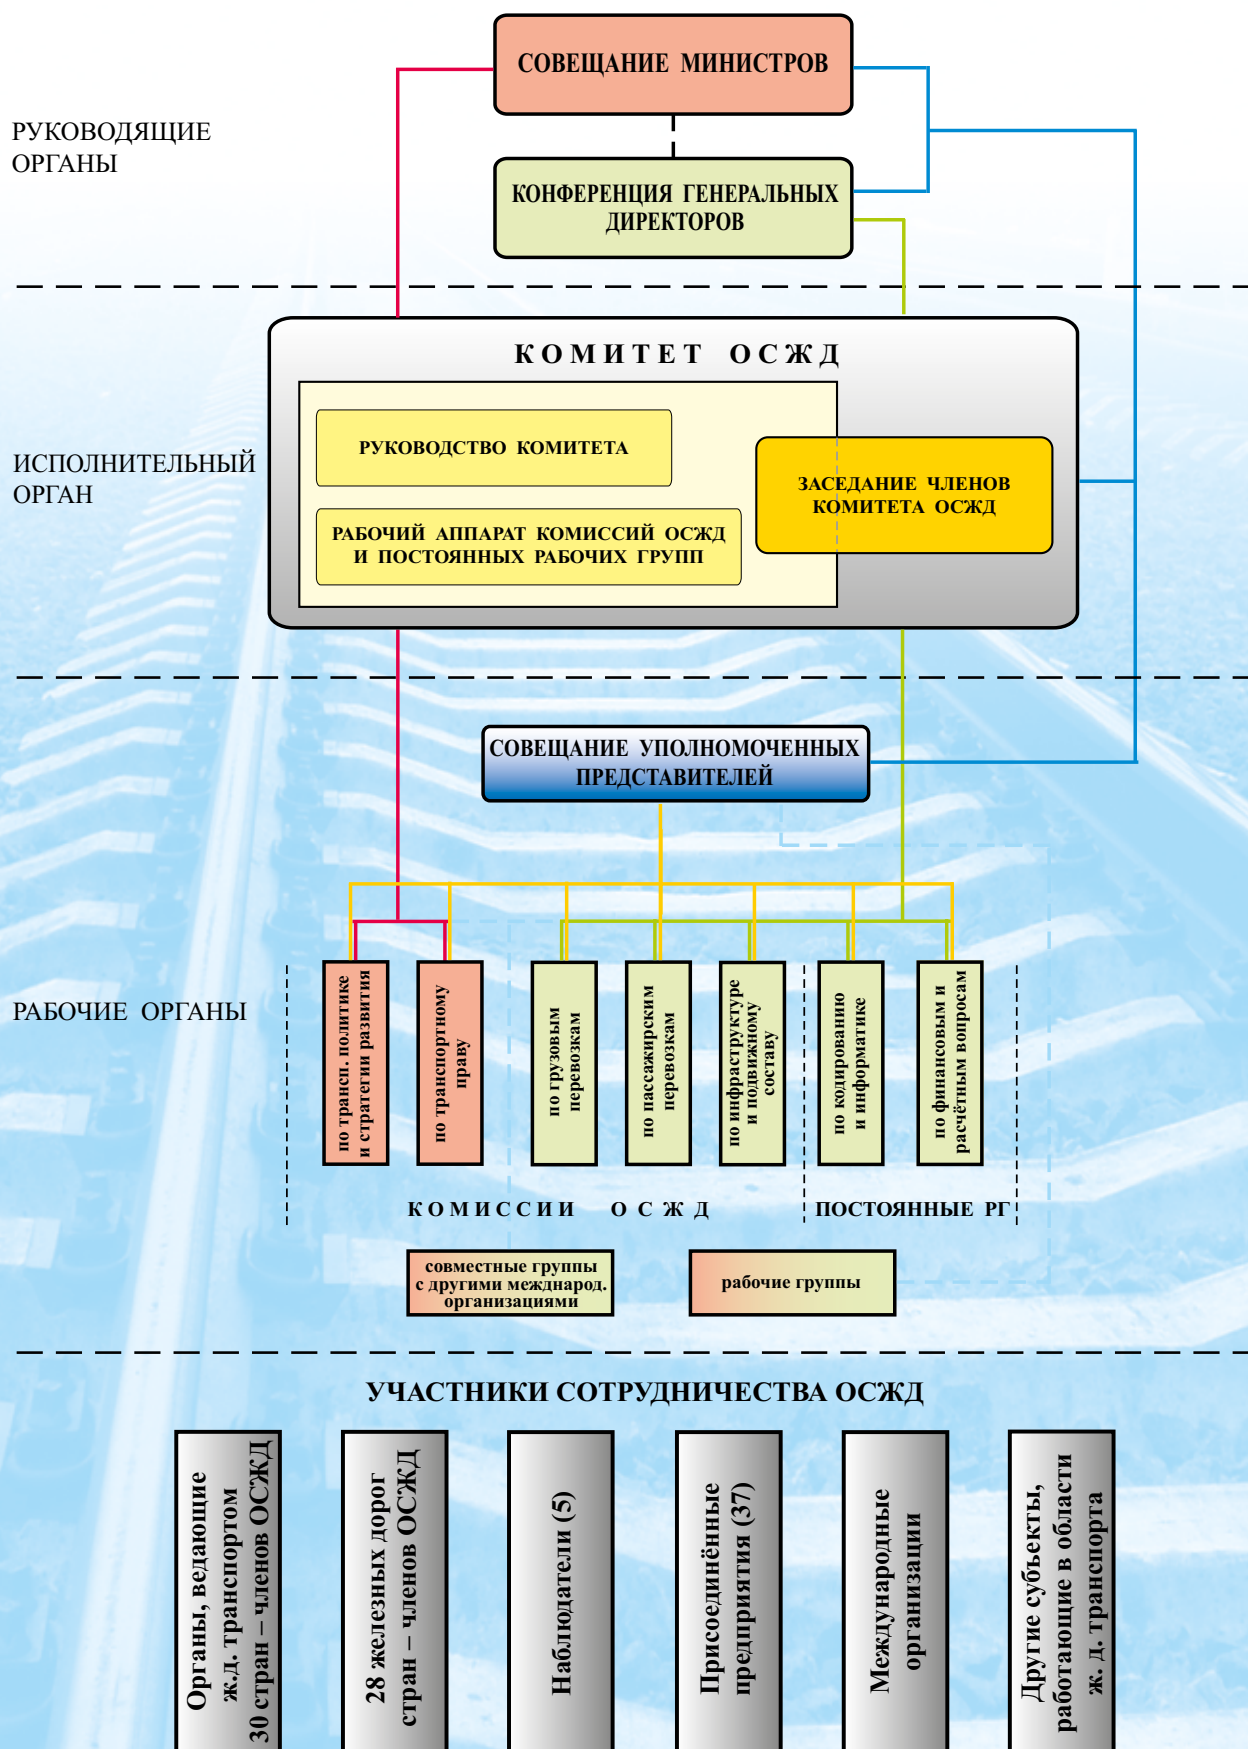 СОВЕЩАНИЕ МИНИСТРОВ
РУКОВОДЯЩИЕ
ОРГАНЫ
КОНФЕРЕНЦИЯ ГЕНЕРАЛЬНЫХ
ДИРЕКТОРОВ
КОМИТЕТ ОСЖД
РУКОВОДСТВО КОМИТЕТА
ИСПОЛНИТЕЛЬНЫЙ
ОРГАН
ЗАСЕДАНИЕ ЧЛЕНОВ
КОМИТЕТА ОСЖД
РАБОЧИЙ АППАРАТ КОМИССИЙ ОСЖД
И ПОСТОЯННЫХ РАБОЧИХ ГРУПП
СОВЕЩАНИЕ УПОЛНОМОЧЕННЫХ
ПРЕДСТАВИТЕЛЕЙ
РАБОЧИЕ ОРГАНЫ
по трансп. политике
и стратегии развития
по транспортному
праву
по грузовым
перевозкам
по пассажирским
перевозкам
по инфраструктуре
и подвижному
составу
по кодированию
и информатике
по финансовым и
расчётным вопросам
КОМИССИИ ОСЖД
ПОСТОЯННЫЕ РГ
совместные группы
с другими междунаpод.
организациями
рабочие группы
УЧАСТНИКИ СОТРУДНИЧЕСТВА ОСЖД
Органы, ведающие
ж.д. транспортом
30 стран – членов ОСЖД
28 железных дорог
стран – членов ОСЖД
Наблюдатели (5)
Присоединённые
предприятия (37)
Международные
организации
Другие субъекты,
работающие в области
ж. д. транспорта